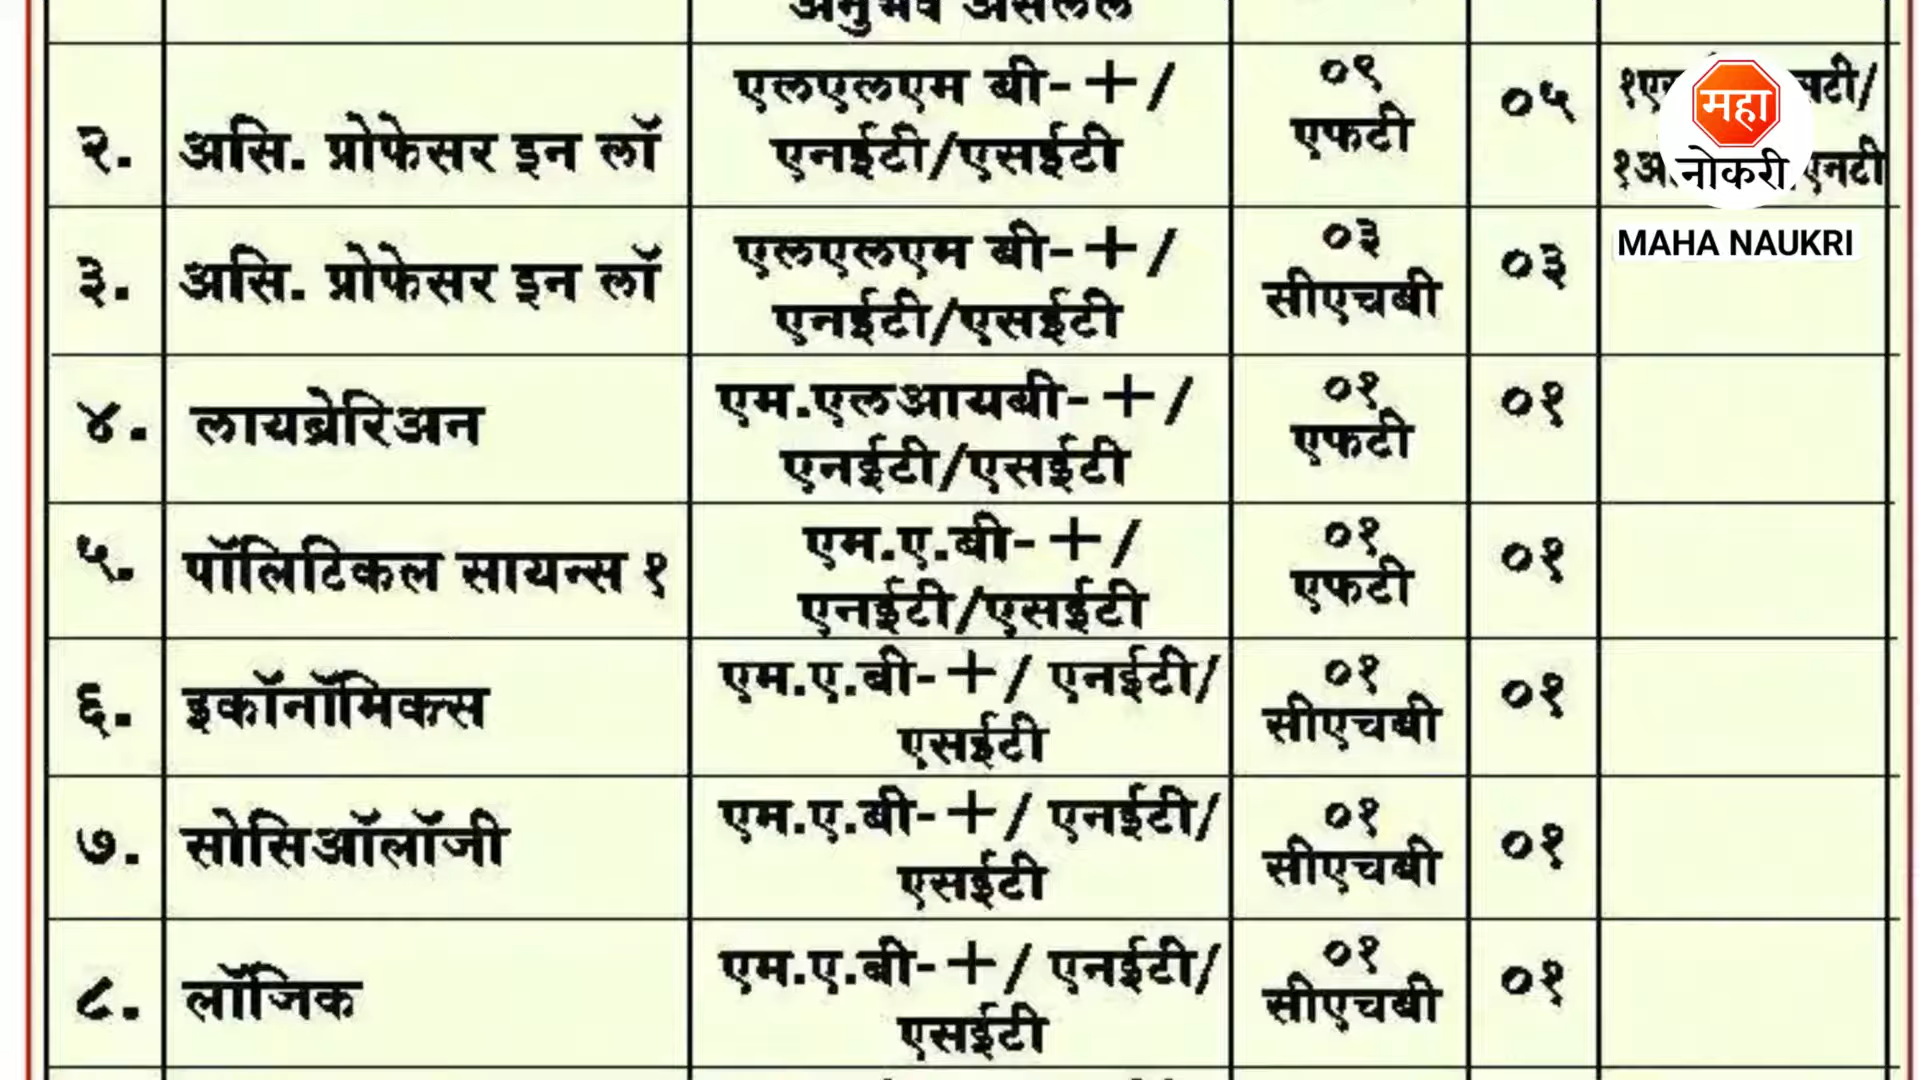 २. असि. प्रोफेसर इन लॉ एलएलएम बी-+/ ०९ ०५
एनईटी/एसईटी एफटी एनटी
३. असि. प्रोफेसर इन लॉ एलएलएम बी-+/ ०३ ०३
एनईटी/एसईटी सीएचबी
४. लायब्रेरिअन एम.एलआयबी-+/ ०१ ०१
एनईटी/एसईटी एफटी
५. पॉलिटिकल सायन्स १ एम.ए.बी-+/ ०१ ०१
एनईटी/एसईटी एफटी
६. इकॉनॉमिक्स एम.ए.बी-+/ एनईटी/ ०१ ०१
एसईटी सीएचबी
७. सोसिऑलॉजी एम.ए.बी-+/ एनईटी/ ०१ ०१
एसईटी सीएचबी
८. लॉजिक एम.ए.बी-+/ एनईटी/ ०१ ०१
एसईटी सीएचबी
महा
नोकरी
MAHA NAUKRI